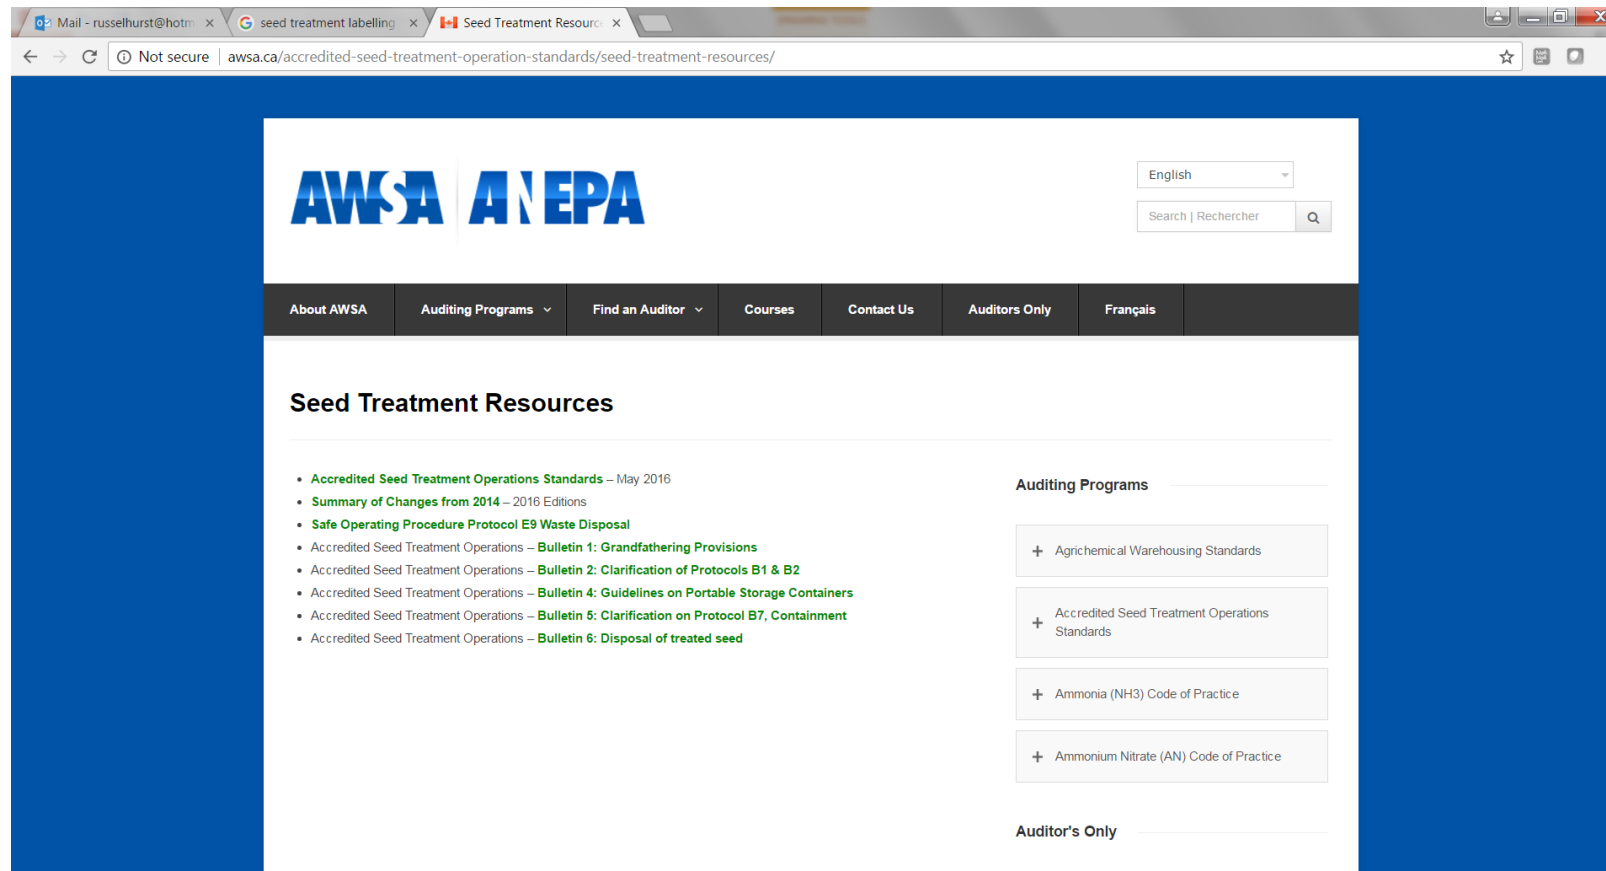 Mail - russelhurst@hotm
seed treatment labelling
Seed Treatment Resourc
Not secure
awsa.ca/accredited-seed-treatment-operation-standards/seed-treatment-resources/
AWSA ANEPA
English
Search | Rechercher
About AWSA
Auditing Programs
Find an Auditor
Courses
Contact Us
Auditors Only
Français
Seed Treatment Resources
Accredited Seed Treatment Operations Standards – May 2016
Summary of Changes from 2014 – 2016 Editions
Safe Operating Procedure Protocol E9 Waste Disposal
Accredited Seed Treatment Operations – Bulletin 1: Grandfathering Provisions
Accredited Seed Treatment Operations – Bulletin 2: Clarification of Protocols B1 & B2
Accredited Seed Treatment Operations – Bulletin 4: Guidelines on Portable Storage Containers
Accredited Seed Treatment Operations – Bulletin 5: Clarification on Protocol B7, Containment
Accredited Seed Treatment Operations – Bulletin 6: Disposal of treated seed
Auditing Programs
Agrichemical Warehousing Standards
Accredited Seed Treatment Operations
Standards
Ammonia (NH3) Code of Practice
Ammonium Nitrate (AN) Code of Practice
Auditor's Only